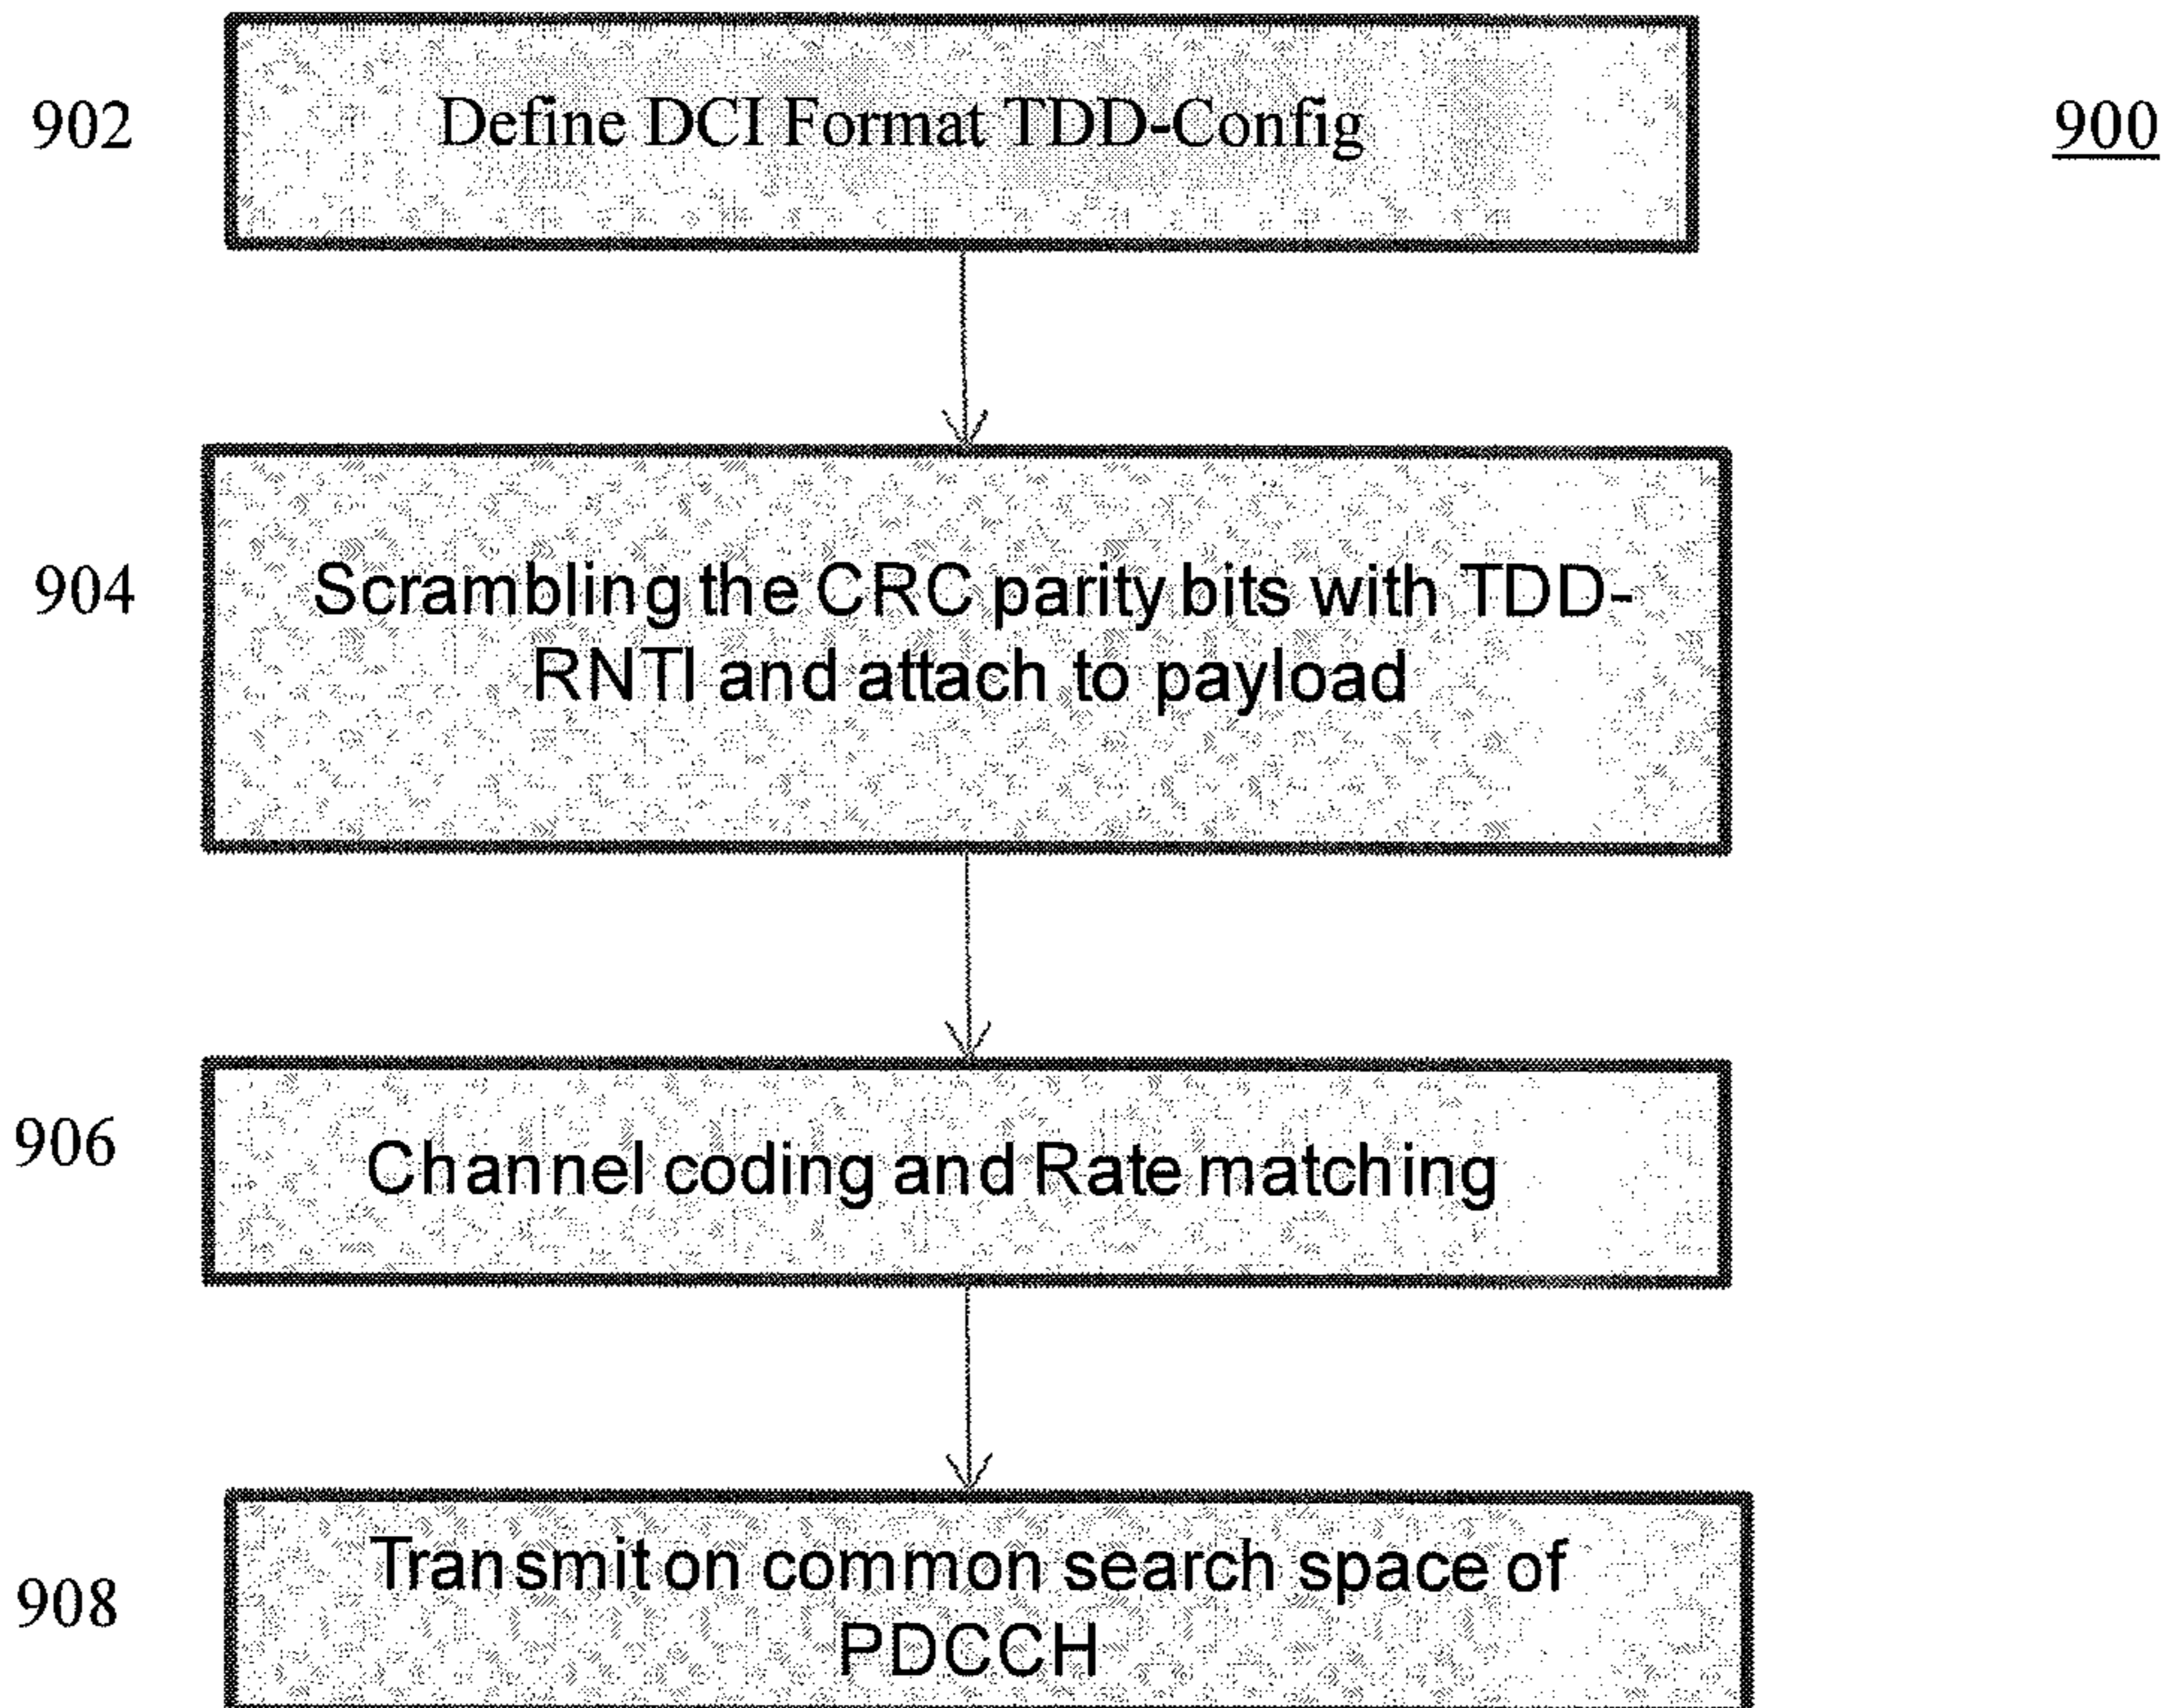 902
Define DCI Format TDD-Config
900
904
Scrambling the CRC parity bits with TDD-
RNTI and attach to payload
906
Channel coding and Rate matching
908
Transmit on common search space of
PDCCH